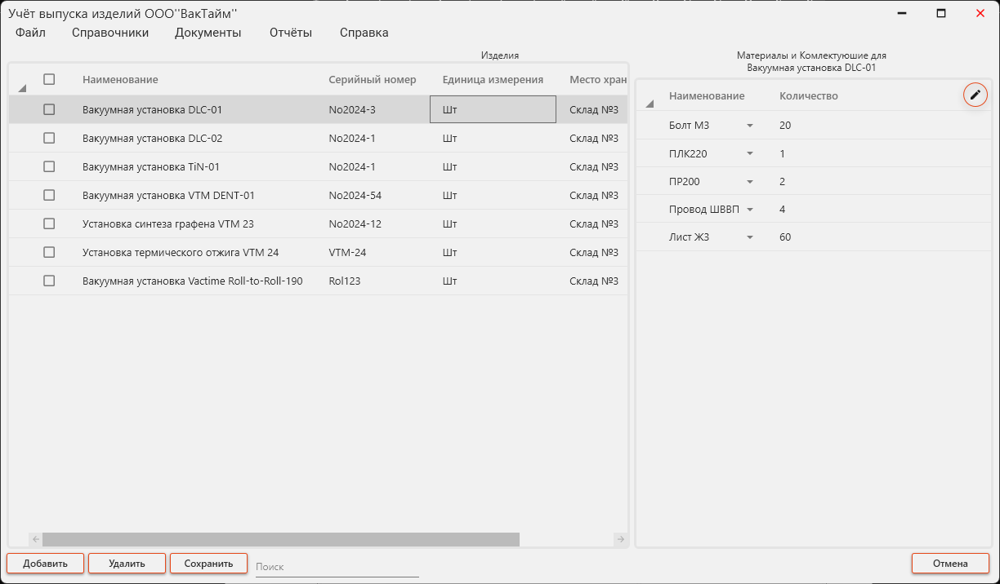 Учёт выпуска изделий ООО''ВакТайм''
Файл Справочники Документы Отчёты Справка
Изделия
Наименование Серийный номер Единица измерения Место хран
Вакуумная установка DLC-01 No2024-3 Шт Склад №3
Вакуумная установка DLC-02 No2024-1 Шт Склад №3
Вакуумная установка TiN-01 No2024-1 Шт Склад №3
Вакуумная установка VTM DENT-01 No2024-54 Шт Склад №3
Установка синтеза графена VTM 23 No2024-12 Шт Склад №3
Установка термического отжига VTM 24 VTM-24 Шт Склад №3
Вакуумная установка Vactime Roll-to-Roll-190 Rol123 Шт Склад №3
Материалы и Комлектуюшие для
Вакуумная установка DLC-01
Наименование Количество
Болт М3 20
ПЛК220 1
ПР200 2
Провод ШВВП 4
Лист Ж3 60
Добавить Удалить Сохранить Поиск Отмена